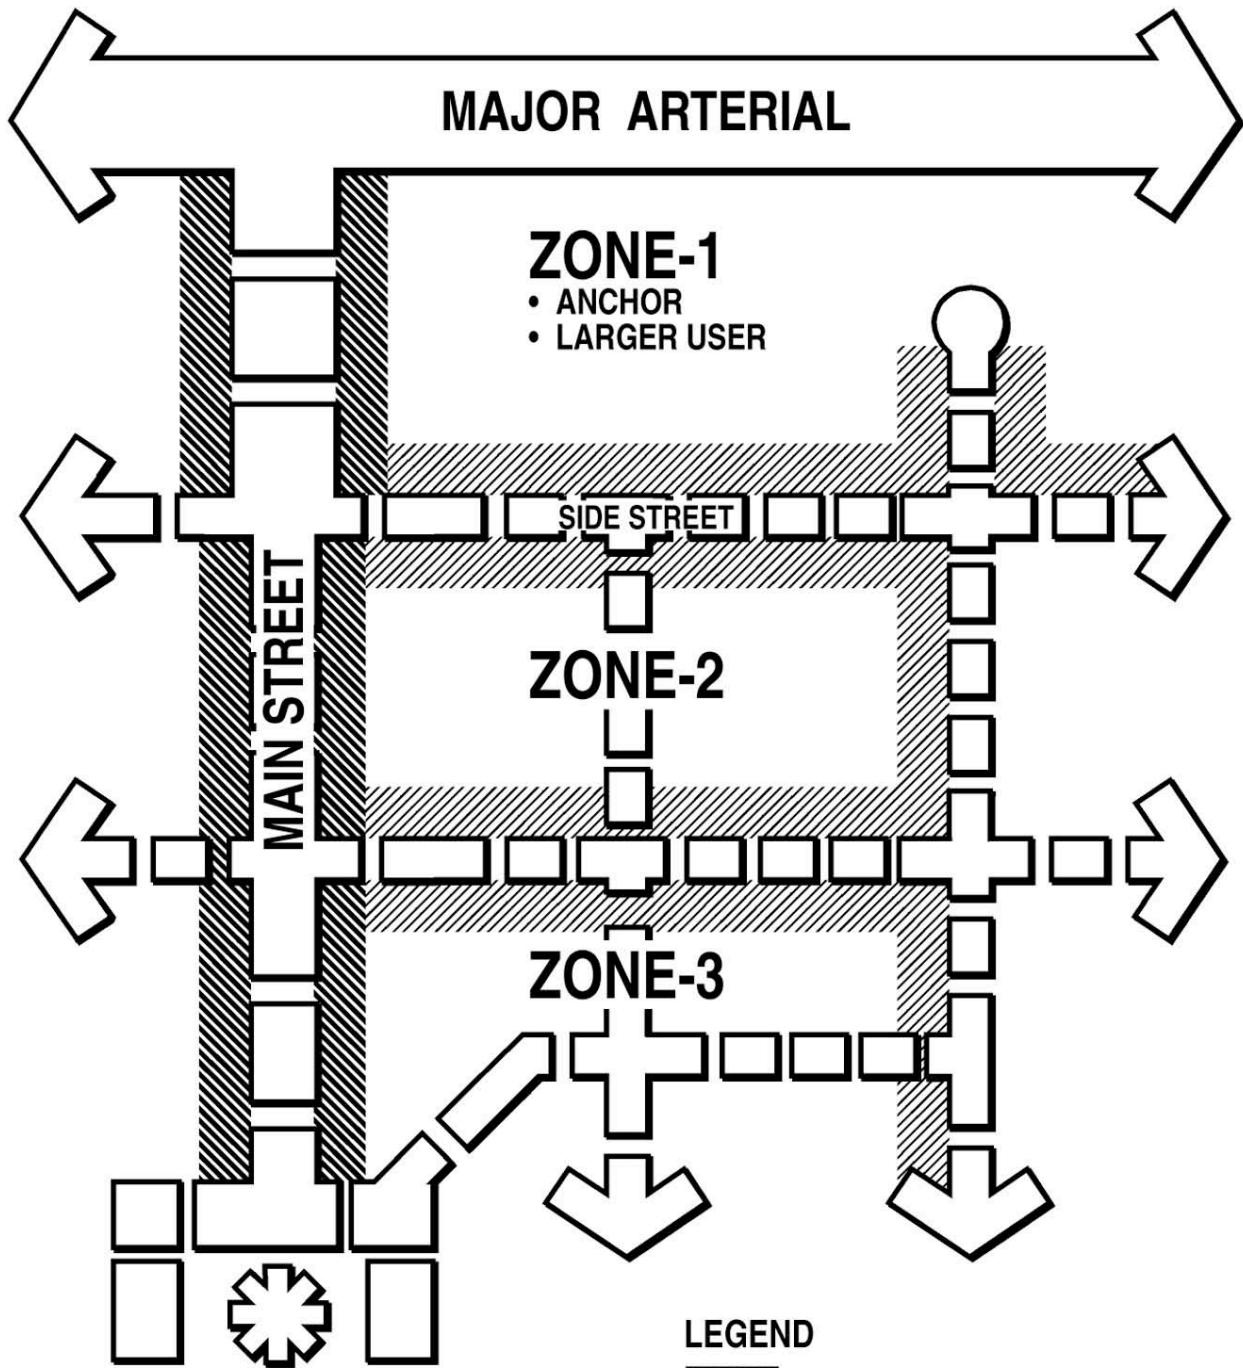 MAJOR ARTERIAL
ZONE-1
• ANCHOR
• LARGER USER
SIDE STREET
MAIN STREET
ZONE-2
ZONE-3
LEGEND